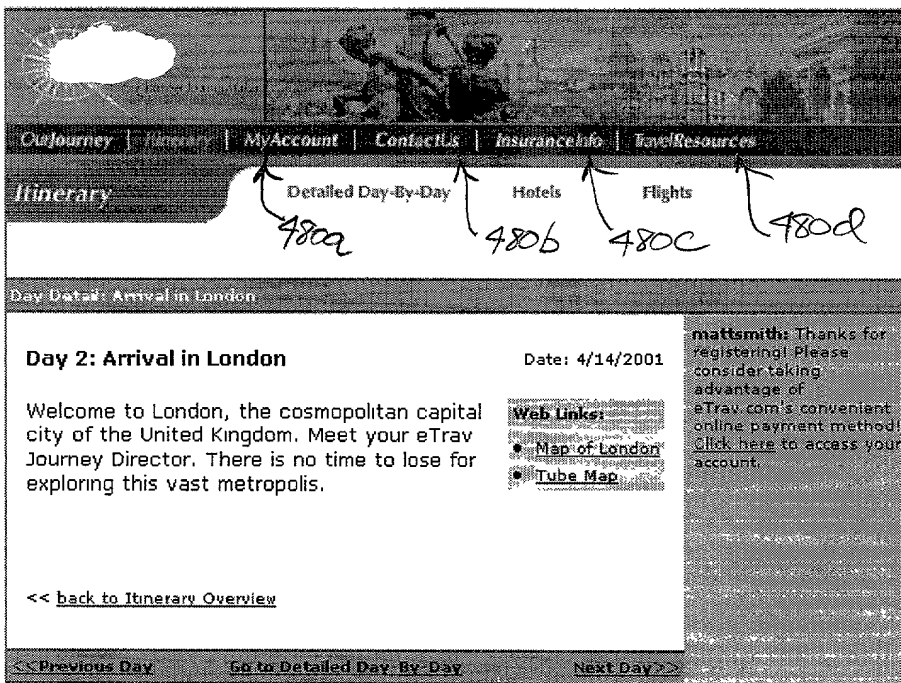 OurJourney | Itinerary | MyAccount | ContactUs | InsuranceInfo | TravelResources
Itinerary
Detailed Day-By-Day Hotels Flights
480a 480b 480c 480d
Day Detail: Arrival in London
Day 2: Arrival in London
Date: 4/14/2001
Welcome to London, the cosmopolitan capital
city of the United Kingdom. Meet your eTrav
Journey Director. There is no time to lose for
exploring this vast metropolis.
Web Links:
• Map of London
• Tube Map
<< back to Itinerary Overview
<<Previous Day Go to Detailed Day-By-Day Next Day>>
mattsmith: Thanks for
registering! Please
consider taking
advantage of
eTrav.com's convenient
online payment method!
Click here to access your
account.